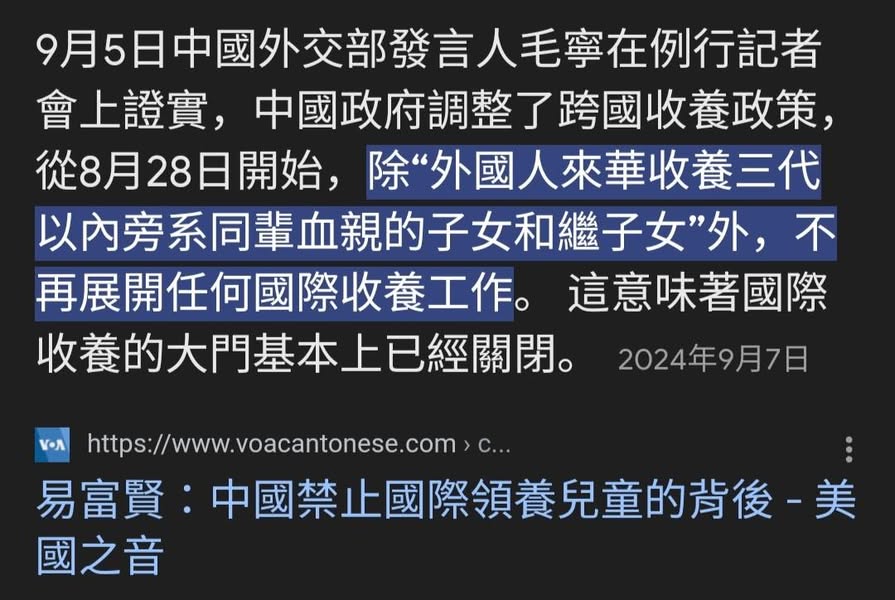 9月5日中國外交部發言人毛寧在例行記者
會上證實，中國政府調整了跨國收養政策，
從8月28日開始，除“外國人來華收養三代
以內旁系同輩血親的子女和繼子女”外，不
再展開任何國際收養工作。 這意味著國際
收養的大門基本上已經關閉。 2024年9月7日
VOA https://www.voacantonese.com › c...
易富賢：中國禁止國際領養兒童的背後 - 美
國之音